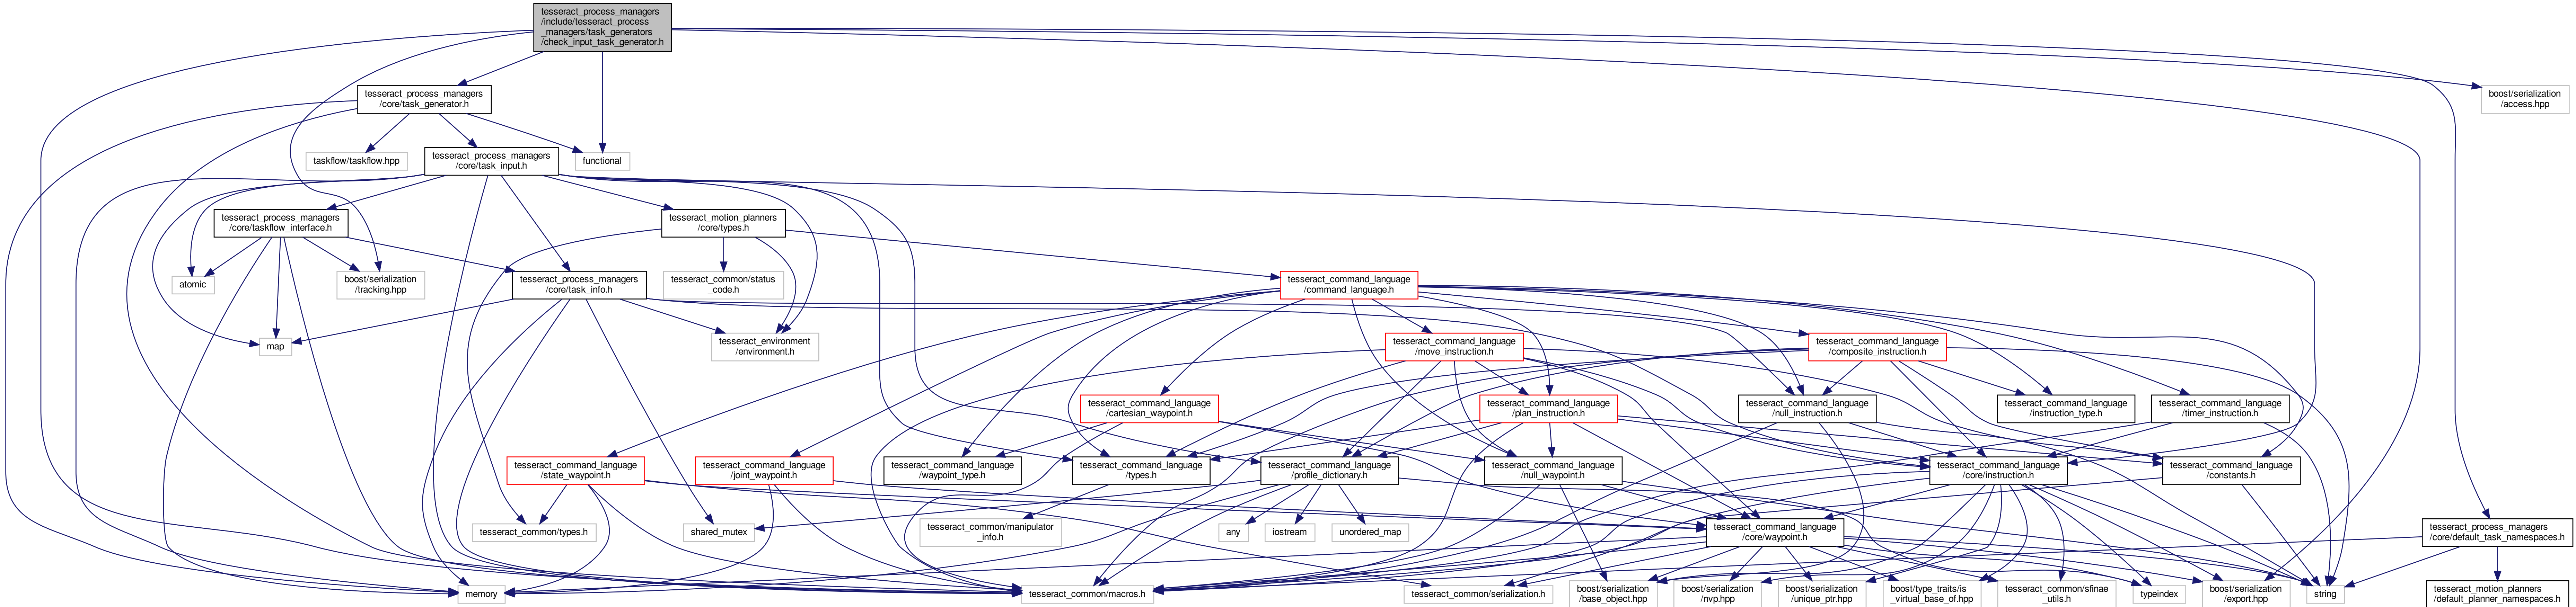 tesseract_process_managers
/include/tesseract_process
_managers/task_generators
/check_input_task_generator.h
tesseract_process_managers
/core/task_generator.h
boost/serialization
/access.hpp
taskflow/taskflow.hpp
tesseract_process_managers
/core/task_input.h
functional
tesseract_process_managers
/core/taskflow_interface.h
tesseract_motion_planners
/core/types.h
atomic
boost/serialization
/tracking.hpp
tesseract_process_managers
/core/task_info.h
tesseract_common/status
_code.h
tesseract_command_language
/command_language.h
map
tesseract_environment
/environment.h
tesseract_command_language
/move_instruction.h
tesseract_command_language
/composite_instruction.h
tesseract_command_language
/cartesian_waypoint.h
tesseract_command_language
/plan_instruction.h
tesseract_command_language
/null_instruction.h
tesseract_command_language
/instruction_type.h
tesseract_command_language
/timer_instruction.h
tesseract_command_language
/state_waypoint.h
tesseract_command_language
/joint_waypoint.h
tesseract_command_language
/waypoint_type.h
tesseract_command_language
/types.h
tesseract_command_language
/profile_dictionary.h
tesseract_command_language
/null_waypoint.h
tesseract_command_language
/core/instruction.h
tesseract_command_language
/constants.h
tesseract_common/types.h
shared_mutex
tesseract_common/manipulator
_info.h
any
iostream
unordered_map
tesseract_command_language
/core/waypoint.h
tesseract_process_managers
/core/default_task_namespaces.h
memory
tesseract_common/macros.h
tesseract_common/serialization.h
boost/serialization
/base_object.hpp
boost/serialization
/nvp.hpp
boost/serialization
/unique_ptr.hpp
boost/type_traits/is
_virtual_base_of.hpp
tesseract_common/sfinae
_utils.h
typeindex
boost/serialization
/export.hpp
string
tesseract_motion_planners
/default_planner_namespaces.h